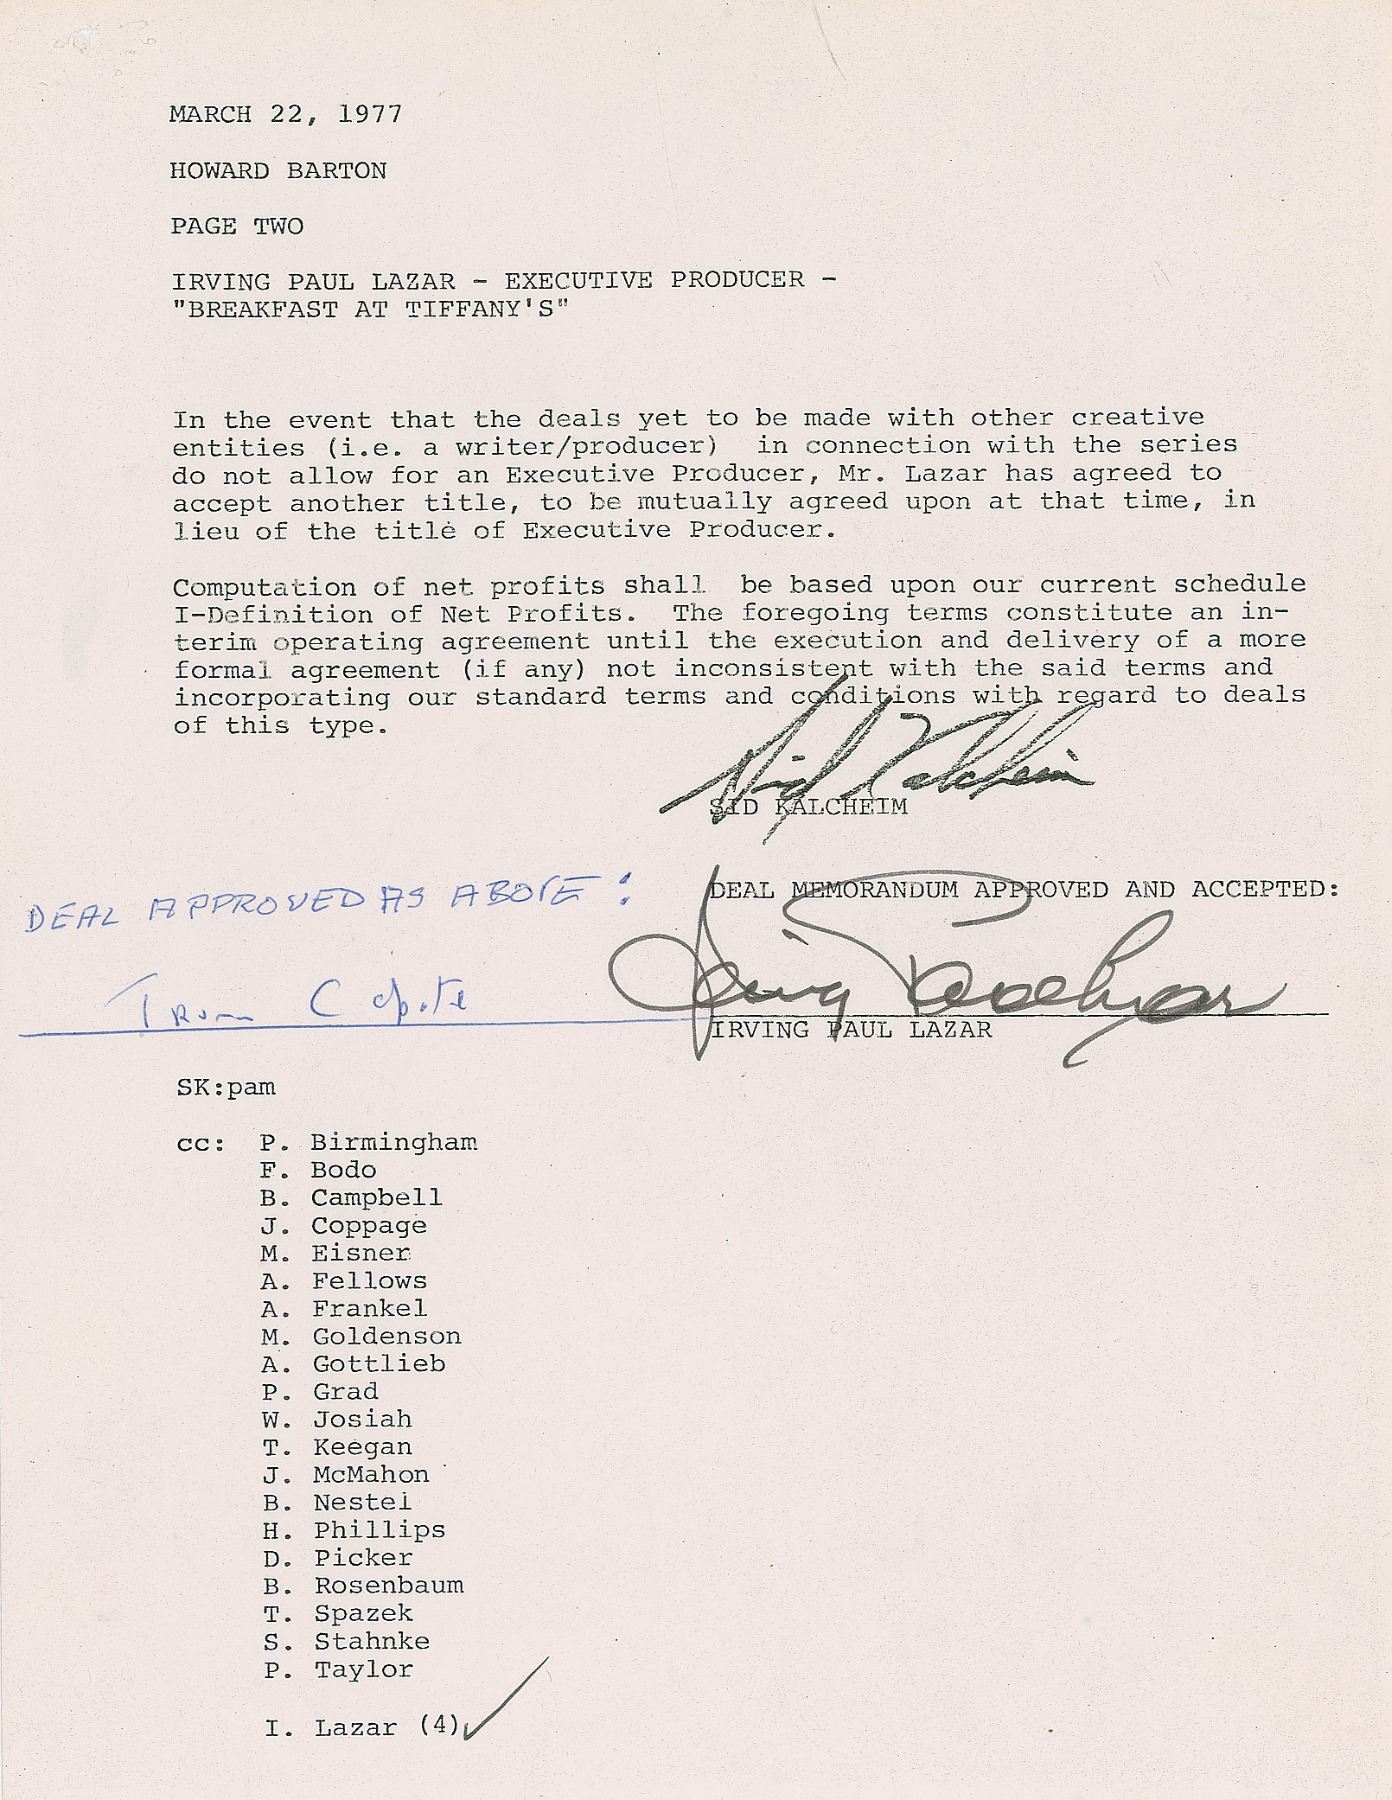 MARCH 22, 1977
HOWARD BARTON
PAGE TWO
IRVING PAUL LAZAR - EXECUTIVE PRODUCER -
"BREAKFAST AT TIFFANY'S"
In the event that the deals yet to be made with other creative
entities (i.e. a writer/producer) in connection with the series
do not allow for an Executive Producer, Mr. Lazar has agreed to
accept another title, to be mutually agreed upon at that time, in
lieu of the title of Executive Producer.
Computation of net profits shall be based upon our current schedule
I-Definition of Net Profits. The foregoing terms constitute an in-
terim operating agreement until the execution and delivery of a more
formal agreement (if any) not inconsistent with the said terms and
incorporating our standard terms and conditions with regard to deals
of this type.
Sid Kalcheim
SID KALCHEIM
DEAL APPROVED AS ABOVE:
DEAL MEMORANDUM APPROVED AND ACCEPTED:
Truman Capote
Irving Paul Lazar
IRVING PAUL LAZAR
SK:pam
cc: P. Birmingham
F. Bodo
B. Campbell
J. Coppage
M. Eisner
A. Fellows
A. Frankel
M. Goldenson
A. Gottlieb
P. Grad
W. Josiah
T. Keegan
J. McMahon
B. Nestel
H. Phillips
D. Picker
B. Rosenbaum
T. Spazek
S. Stahnke
P. Taylor
I. Lazar (4)